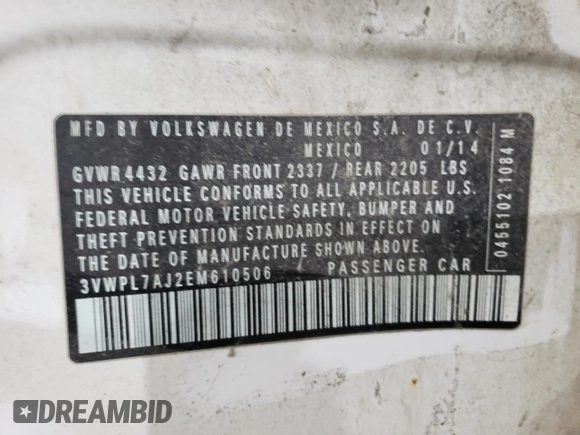 MFD BY VOLKSWAGEN DE MEXICO S.A. DE C.V.
MEXICO 01/14
GVWR 4432 GAWR FRONT 2337 / REAR 2205 LBS
THIS VEHICLE CONFORMS TO ALL APPLICABLE U.S.
FEDERAL MOTOR VEHICLE SAFETY, BUMPER AND
THEFT PREVENTION STANDARDS IN EFFECT ON
THE DATE OF MANUFACTURE SHOWN ABOVE.
3VWPL7AJ2EM610506 PASSENGER CAR
0455102 1084 M
DREAMBID